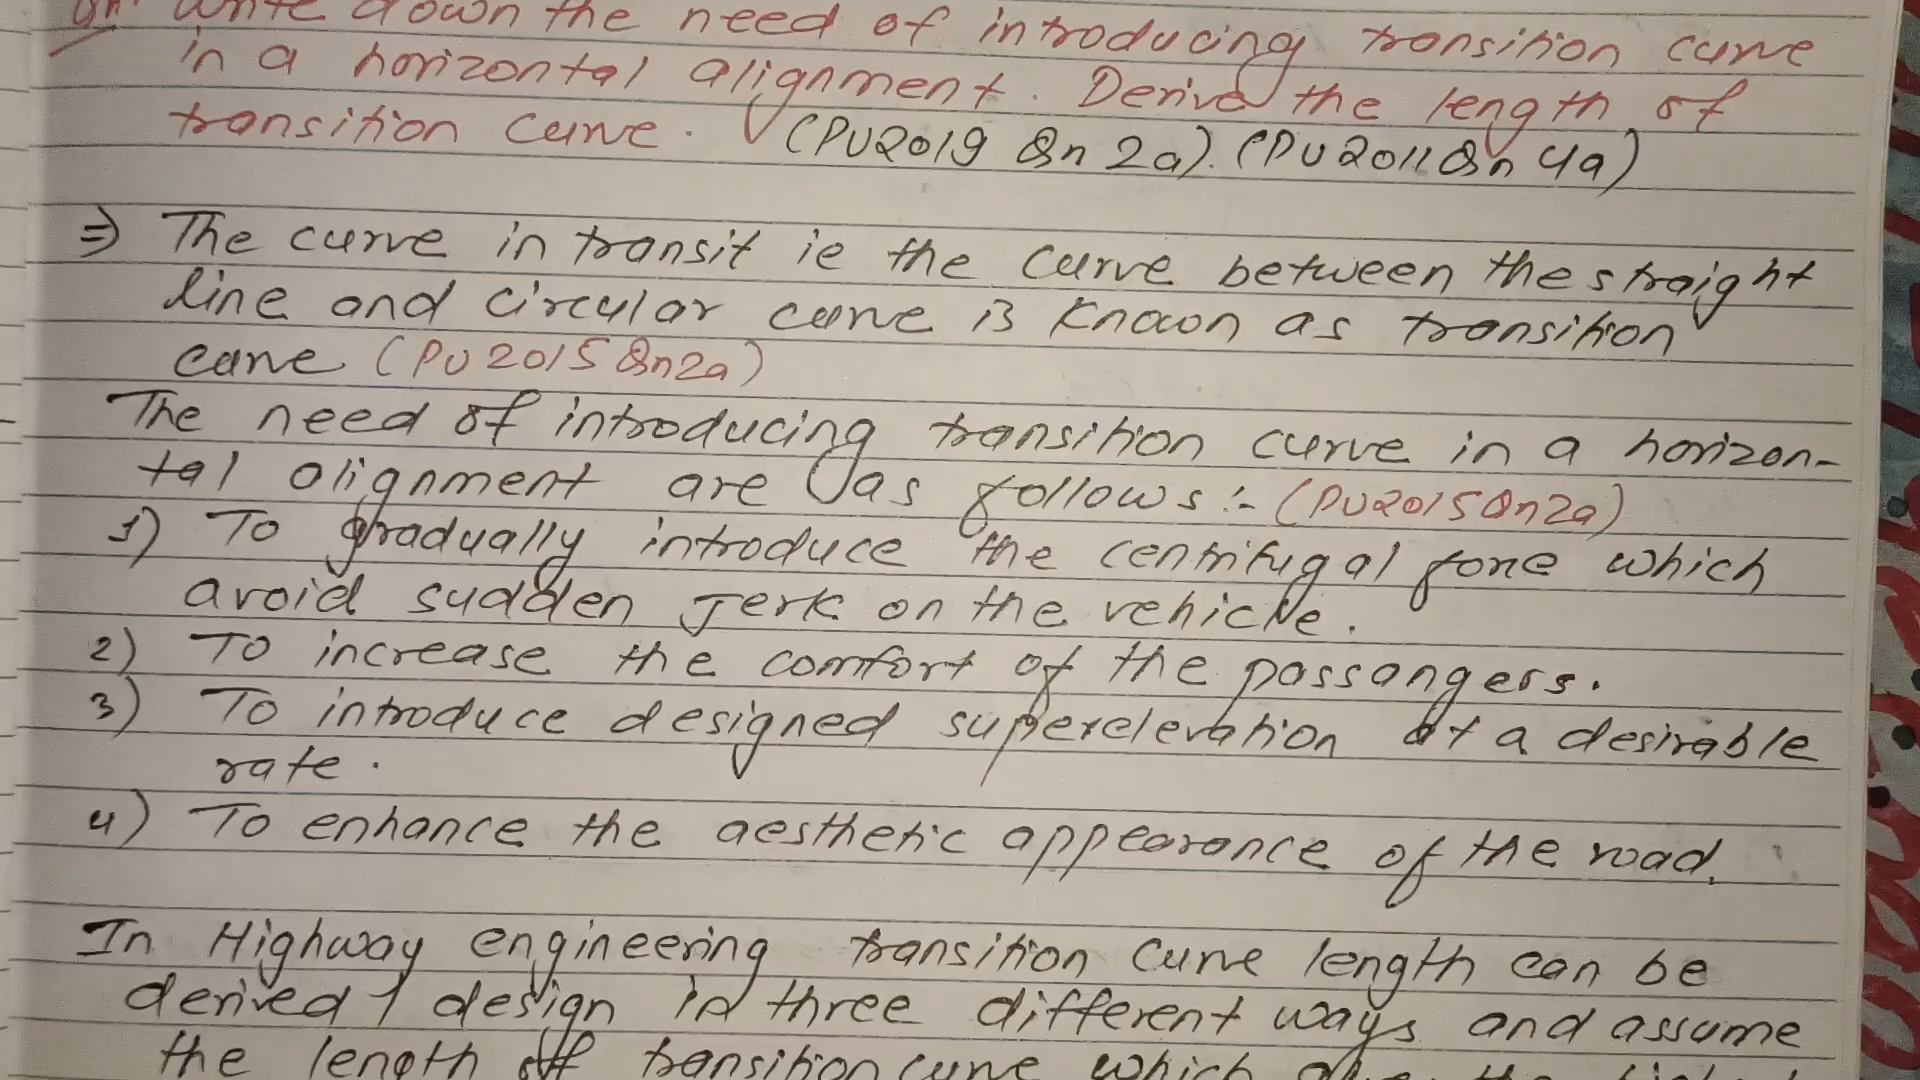 Qn. Write down the need of introducing transition curve
in a horizontal alignment. Derive the length of
transition curve. (PU2019 Qn 2a). (PU2011 Qn 4a)
⇒ The curve in transit ie the curve between the straight
line and circular curve is known as transition
curve (PU 2015 Qn2a)
The need of introducing transition curve in a horizon-
tal alignment are as follows:- (PU2015Qn2a)
1) To gradually introduce the centrifugal force which
avoid sudden Jerk on the vehicle.
2) To increase the comfort of the passangers.
3) To introduce designed superelevation at a desirable
rate.
4) To enhance the aesthetic appearance of the road.
In Highway engineering transition curve length can be
derived / design in three different ways and assume
the length of transition curve which